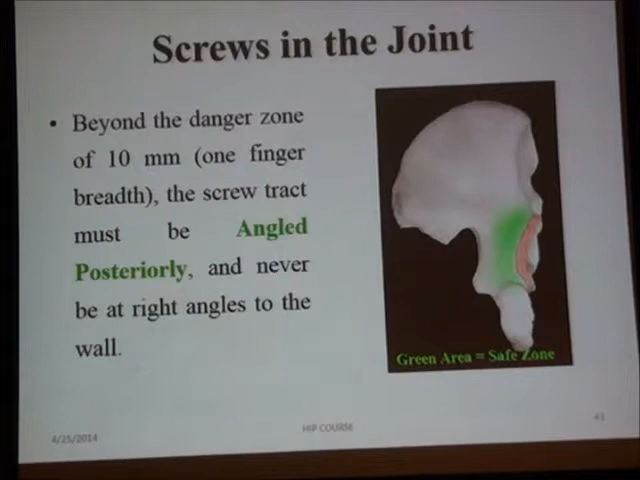 Screws in the Joint
• Beyond the danger zone
of 10 mm (one finger
breadth), the screw tract
must be Angled
Posteriorly, and never
be at right angles to the
wall.
Green Area = Safe Zone
4/25/2014
HIP COURSE